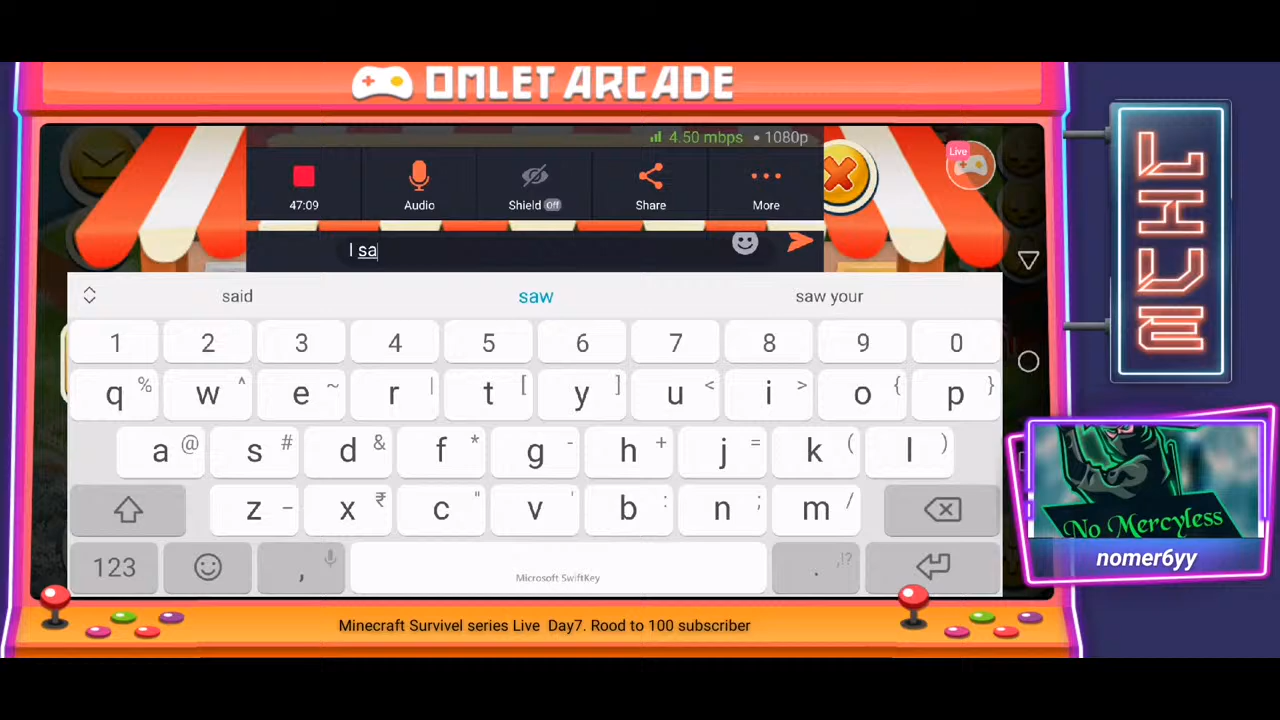 OMLET ARCADE
4.50 mbps • 1080p
Live
47:09
Audio
Shield Off
Share
More
I sa
said saw saw your
1 2 3 4 5 6 7 8 9 0
q % w ^ e ~ r | t [ y ] u < i > o { p }
a @ s # d & f * g - h + j = k ( l )
z _ x ₹ c " v ' b : n ; m /
123 , . ,!?
Microsoft SwiftKey
No Mercyless
nomer6yy
Minecraft Survivel series Live Day7. Rood to 100 subscriber